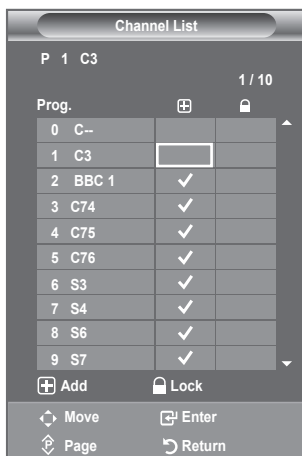 Channel List
P 1 C3
1 / 10
Prog.
0 C--
1 C3
2 BBC 1
3 C74
4 C75
5 C76
6 S3
7 S4
8 S6
9 S7
Add Lock
Move Enter
P Page Return